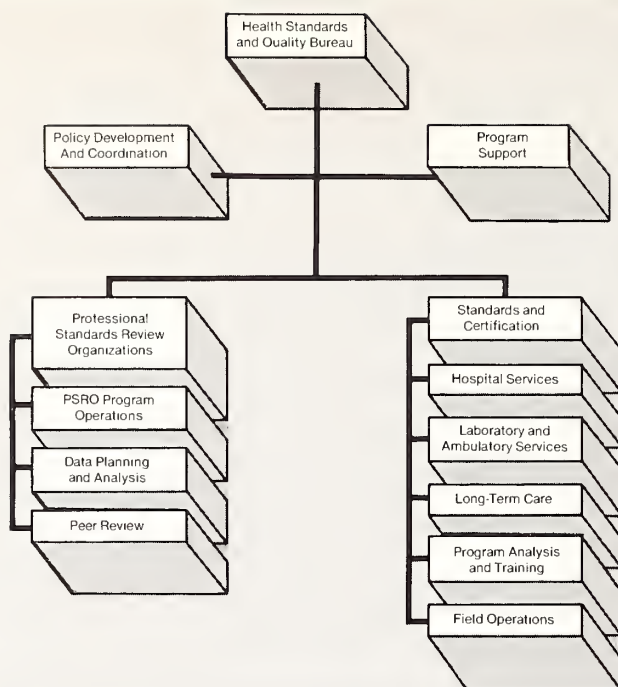 Health Standards
and Quality Bureau
Policy Development
And Coordination
Program
Support
Professional
Standards Review
Organizations
PSRO Program
Operations
Data Planning
and Analysis
Peer Review
Standards and
Certification
Hospital Services
Laboratory and
Ambulatory Services
Long-Term Care
Program Analysis
and Training
Field Operations